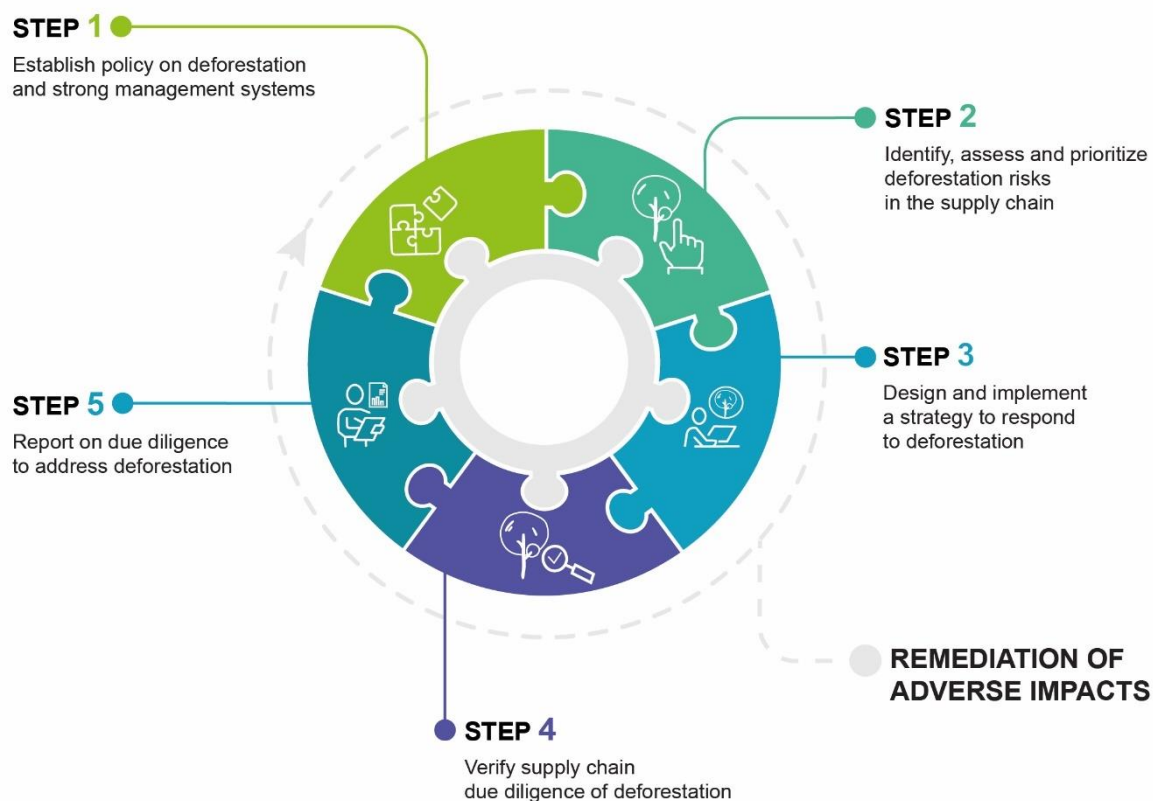 STEP 1
Establish policy on deforestation
and strong management systems
STEP 2
Identify, assess and prioritize
deforestation risks
in the supply chain
STEP 3
Design and implement
a strategy to respond
to deforestation
STEP 5
Report on due diligence
to address deforestation
REMEDIATION OF
ADVERSE IMPACTS
STEP 4
Verify supply chain
due diligence of deforestation